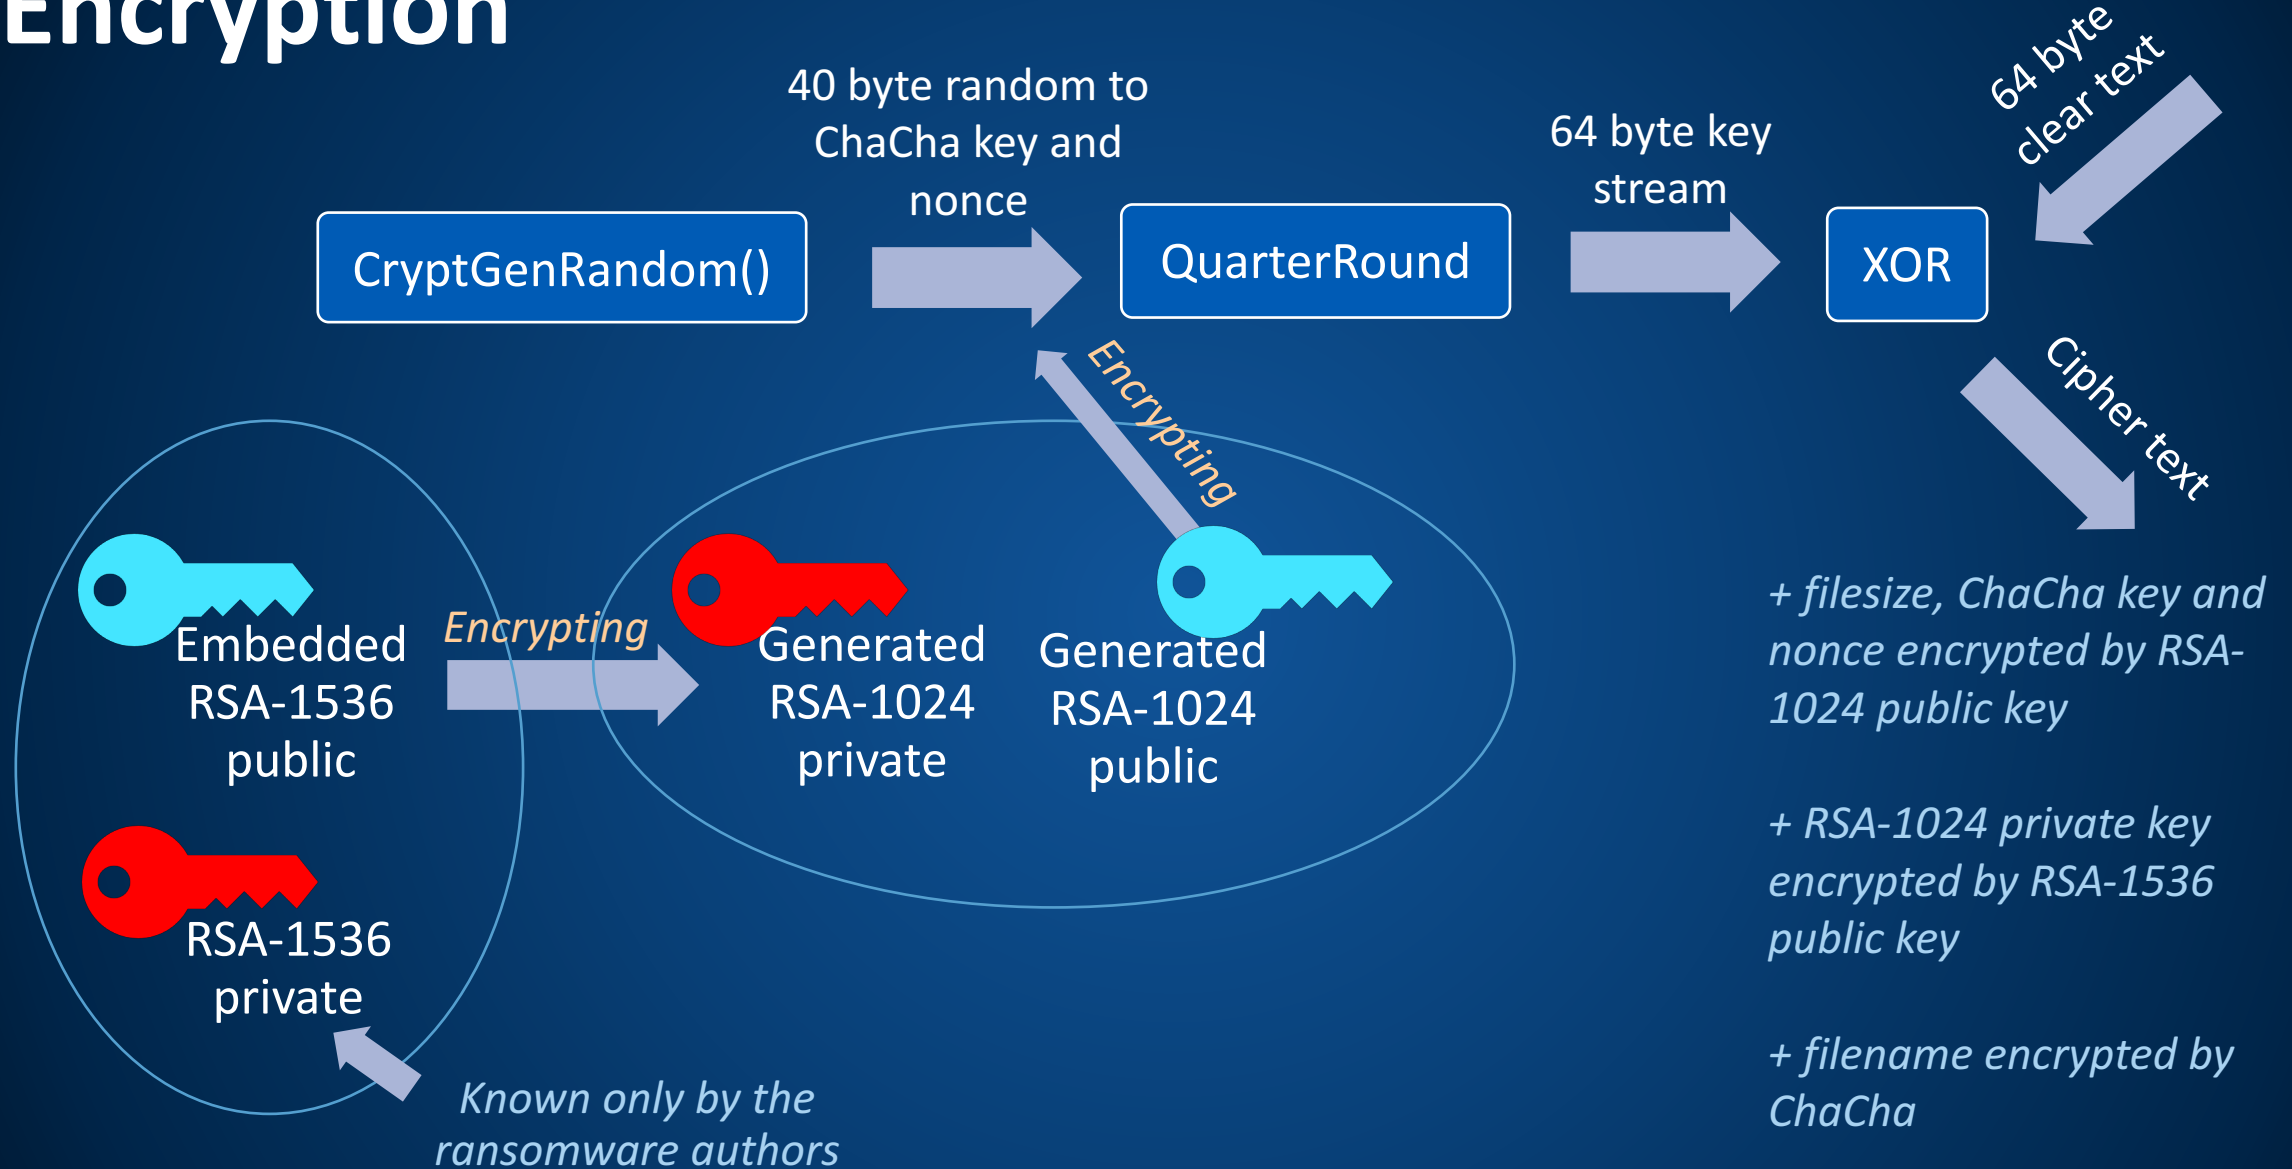 Encryption
40 byte random to
ChaCha key and
nonce
64 byte key
stream
64 byte
clear text
CryptGenRandom()
QuarterRound
XOR
Encrypting
Cipher text
Encrypting
Embedded
RSA-1536
public
Generated
RSA-1024
private
Generated
RSA-1024
public
RSA-1536
private
Known only by the
ransomware authors
+ filesize, ChaCha key and
nonce encrypted by RSA-
1024 public key
+ RSA-1024 private key
encrypted by RSA-1536
public key
+ filename encrypted by
ChaCha